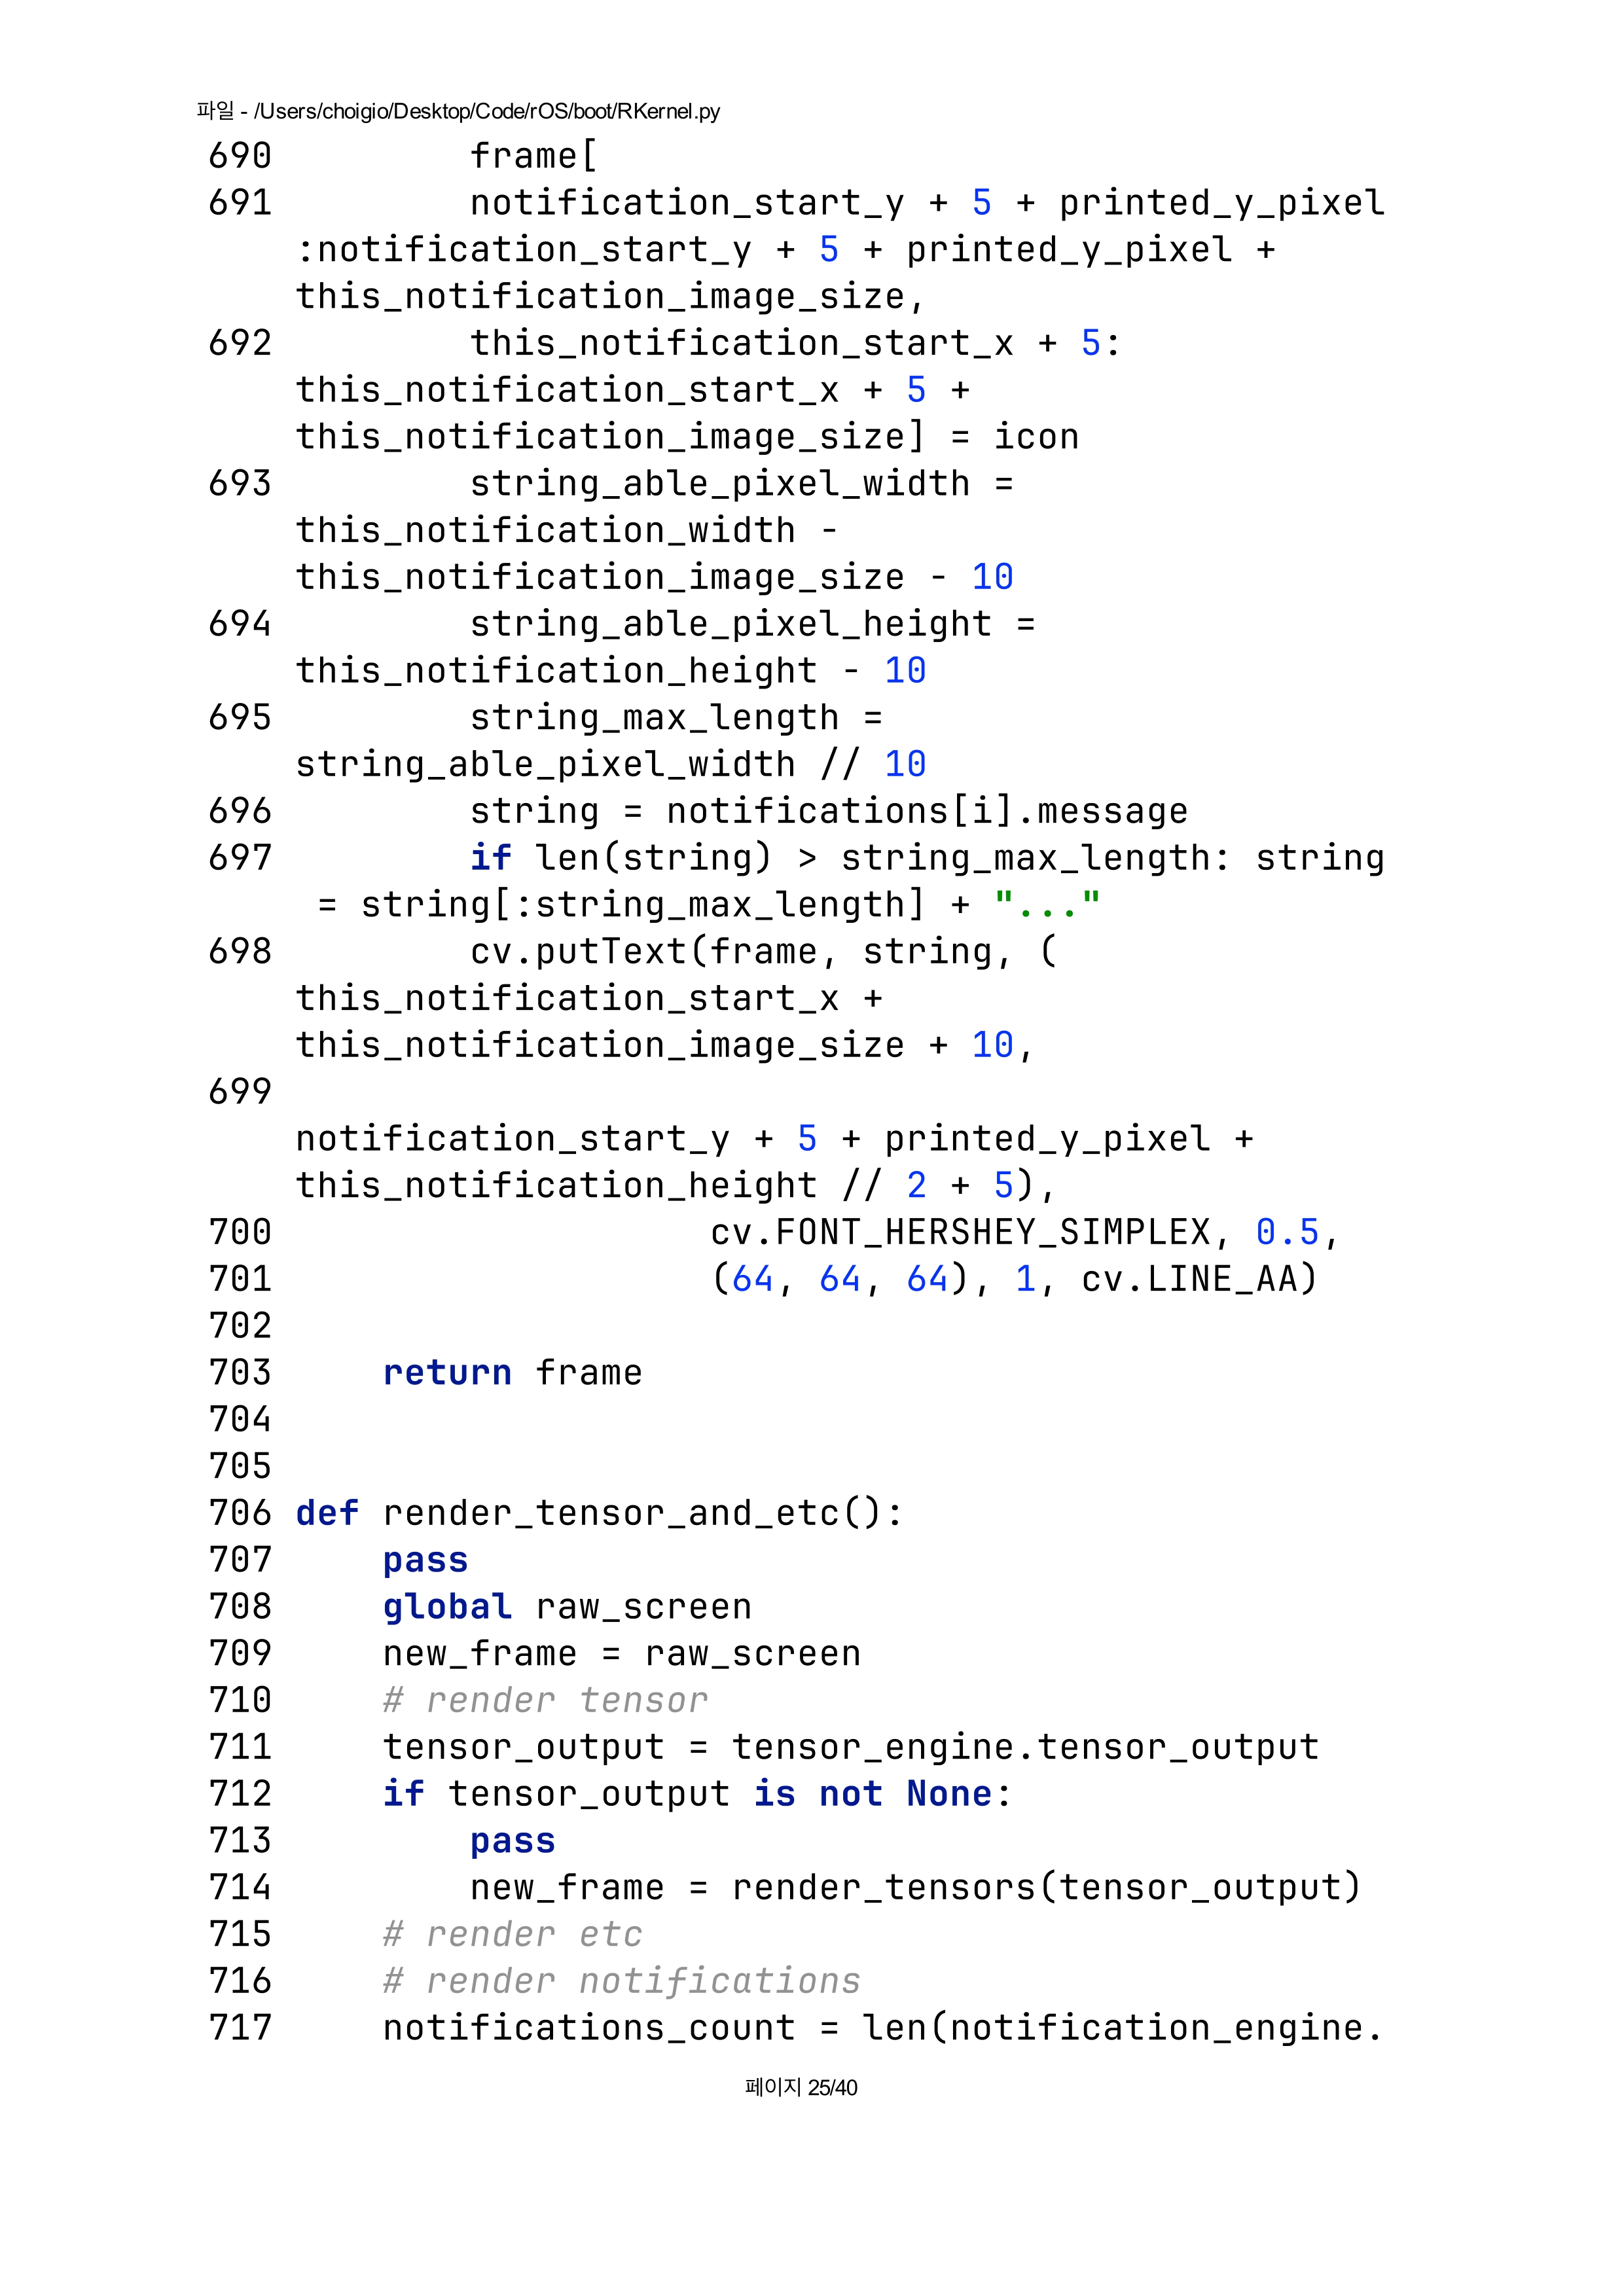 파일 - /Users/choigio/Desktop/Code/rOS/boot/RKernel.py
690         frame[
691         notification_start_y + 5 + printed_y_pixel
    :notification_start_y + 5 + printed_y_pixel +
    this_notification_image_size,
692         this_notification_start_x + 5:
    this_notification_start_x + 5 +
    this_notification_image_size] = icon
693         string_able_pixel_width =
    this_notification_width -
    this_notification_image_size - 10
694         string_able_pixel_height =
    this_notification_height - 10
695         string_max_length =
    string_able_pixel_width // 10
696         string = notifications[i].message
697         if len(string) > string_max_length: string
     = string[:string_max_length] + "..."
698         cv.putText(frame, string, (
    this_notification_start_x +
    this_notification_image_size + 10,
699
    notification_start_y + 5 + printed_y_pixel +
    this_notification_height // 2 + 5),
700                    cv.FONT_HERSHEY_SIMPLEX, 0.5,
701                    (64, 64, 64), 1, cv.LINE_AA)
702
703     return frame
704
705
706 def render_tensor_and_etc():
707     pass
708     global raw_screen
709     new_frame = raw_screen
710     # render tensor
711     tensor_output = tensor_engine.tensor_output
712     if tensor_output is not None:
713         pass
714         new_frame = render_tensors(tensor_output)
715     # render etc
716     # render notifications
717     notifications_count = len(notification_engine.
페이지 25/40